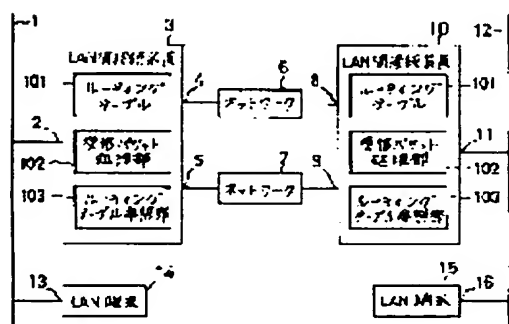 1
3
10
12
LAN間接続装置
LAN間接続装置
101
ルーティング
テーブル
4
6
ネットワーク
8
ルーティング
テーブル
101
2
受信パケット
処理部
102
11
受信パケット
処理部
102
5
7
ネットワーク
9
103
ルーティング
テーブル参照部
ルーティング
テーブル参照部
103
13
LAN端末
14
15
LAN端末
16